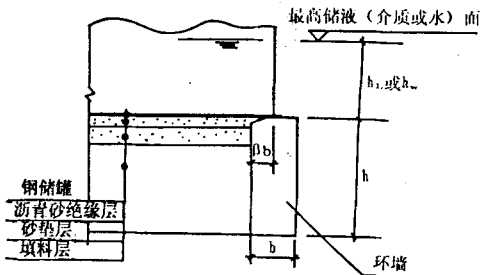 最高储液（介质或水）面
h₁或hw
βb
h
钢储罐
沥青砂绝缘层
砂垫层
填料层
b
环墙